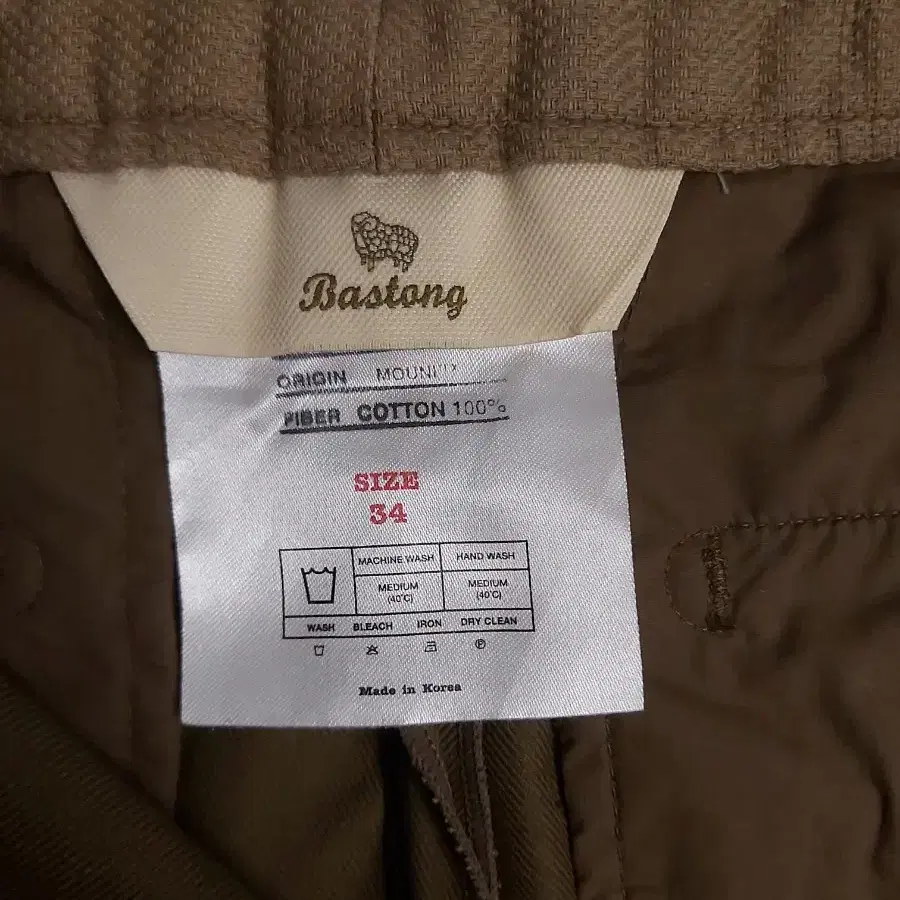 Bastong
ORIGIN
FIBER COTTON 100%
SIZE
34
MACHINE WASH HAND WASH
MEDIUM MEDIUM
(40°C) (40°C)
WASH BLEACH IRON DRY CLEAN
Made in Korea